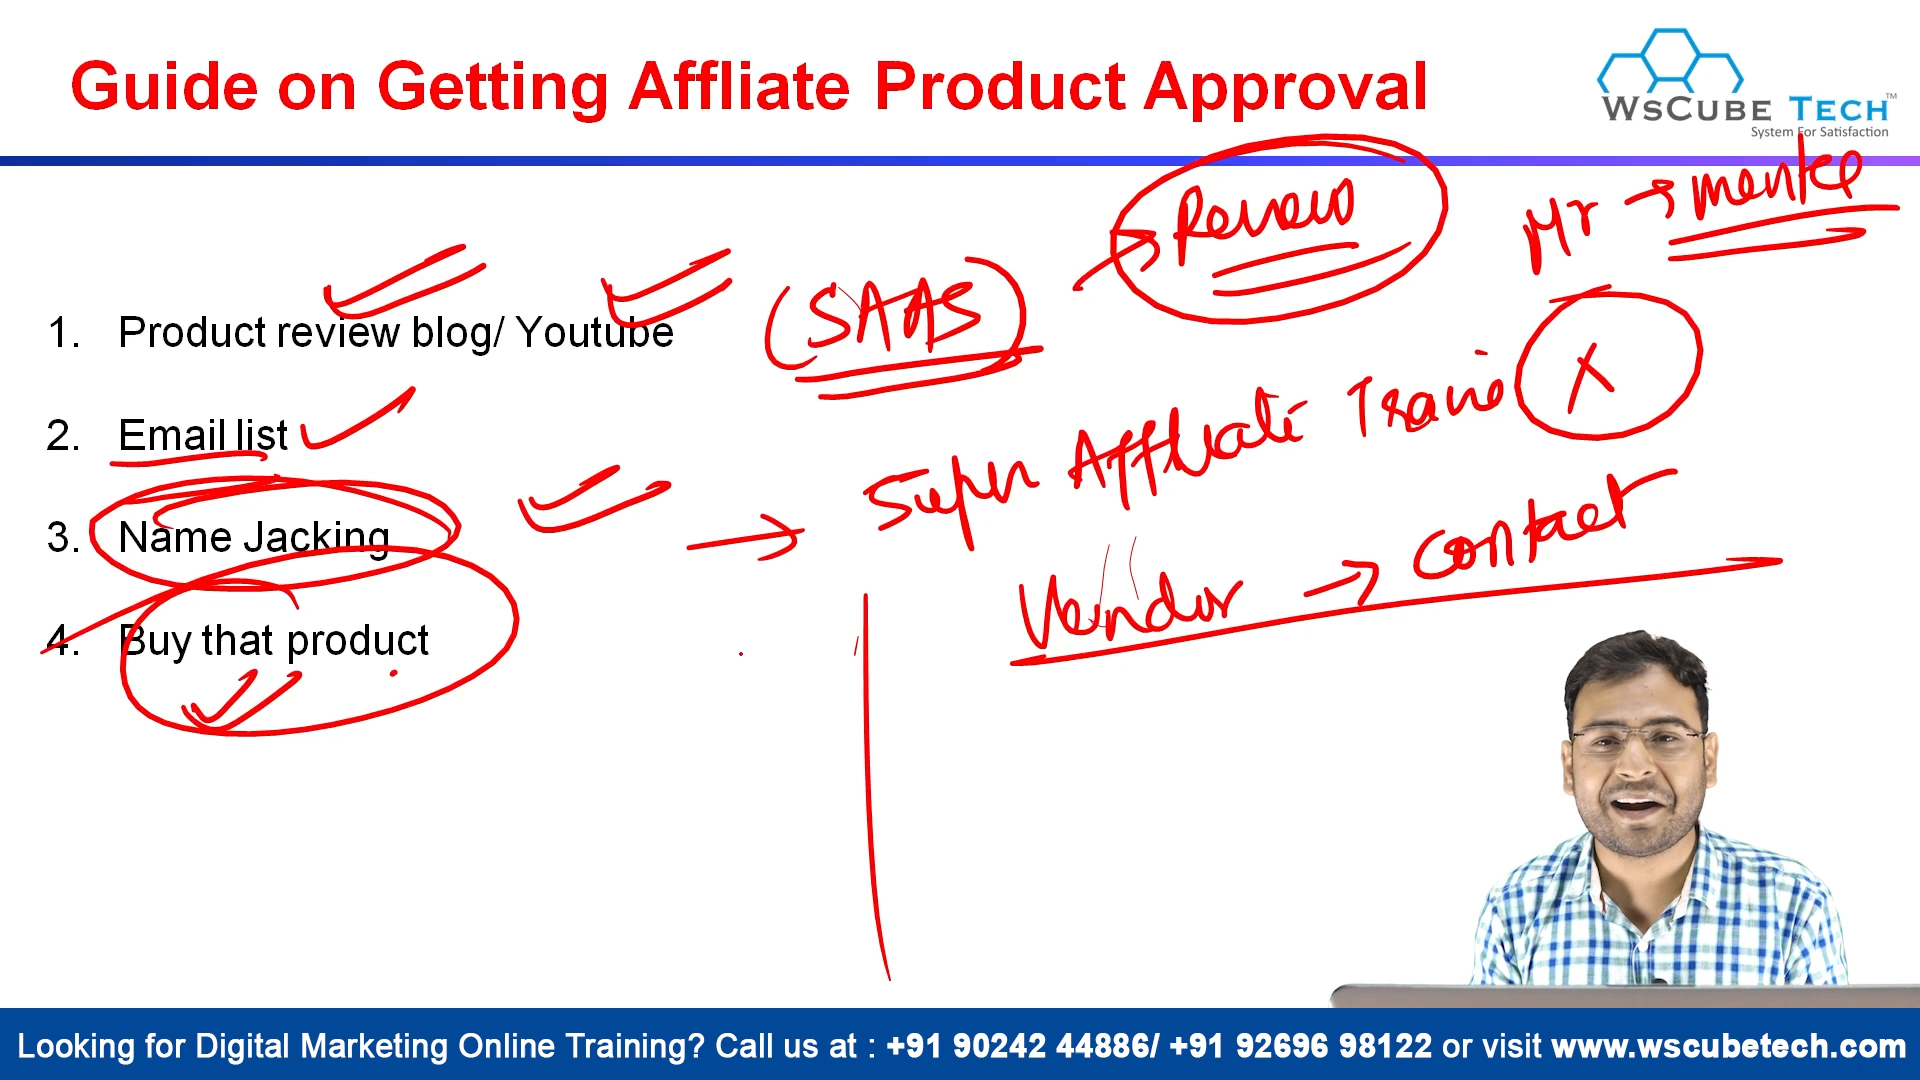 Guide on Getting Affliate Product Approval
WsCube Tech™
System For Satisfaction
Mr → mentee
→ Review
1. Product review blog/ Youtube (SAAS)
2. Email list
Super Affiliate
X
3. Name Jacking
Vendor → Contact
4. Buy that product
Looking for Digital Marketing Online Training? Call us at : +91 90242 44886/ +91 92696 98122 or visit www.wscubetech.com